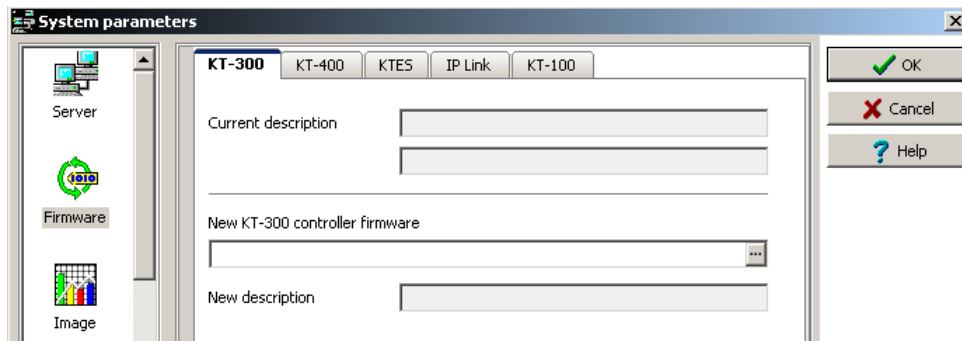 System parameters
KT-300 KT-400 KTES IP Link KT-100
OK
Server
Current description
Cancel
Help
1010
Firmware
New KT-300 controller firmware
...
New description
Image